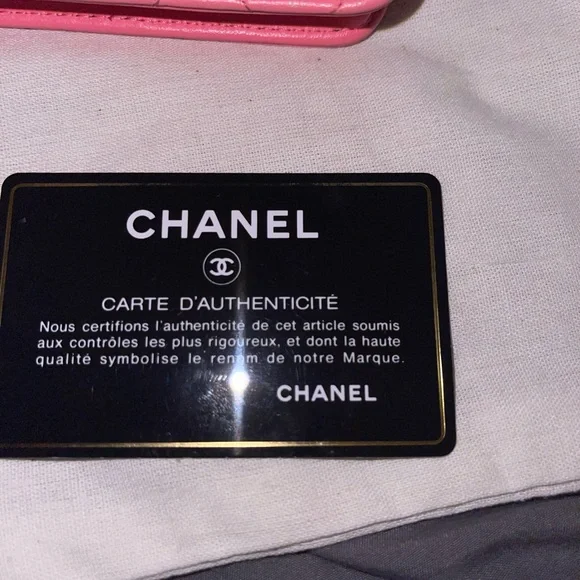 CHANEL
CARTE D'AUTHENTICITÉ
Nous certifions l'authenticité de cet article soumis
aux contrôles les plus rigoureux, et dont la haute
qualité symbolise le renom de notre Marque.
CHANEL